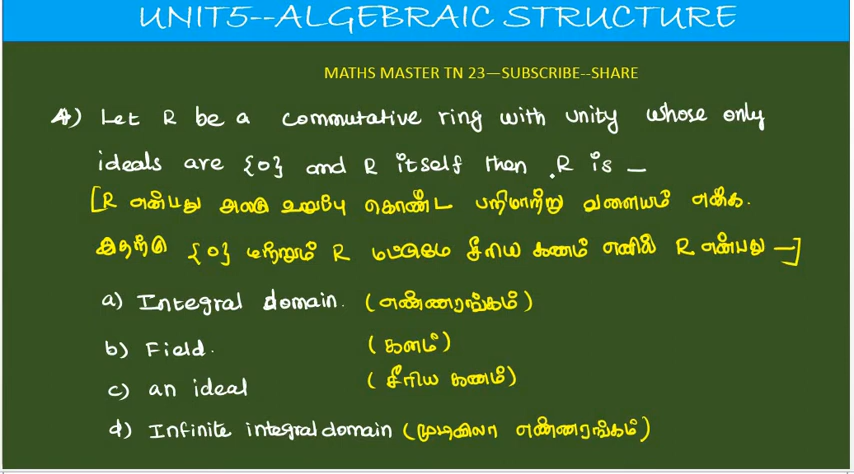 UNIT5--ALGEBRAIC STRUCTURE
MATHS MASTER TN 23—SUBSCRIBE--SHARE
4) Let R be a commutative ring with unity whose only
ideals are {0} and R itself then R is —
[R என்பது அலகு உறுப்பு கொண்ட பரிமாற்று வளையம் என்க.
இதற்கு {0} மற்றும் R மட்டுமே சீரிய கணம் எனில் R என்பது —]
a) Integral domain. (எண்ணரங்கம்)
b) Field. (களம்)
c) an ideal (சீரிய கணம்)
d) Infinite integral domain (முடிவிலா எண்ணரங்கம்)